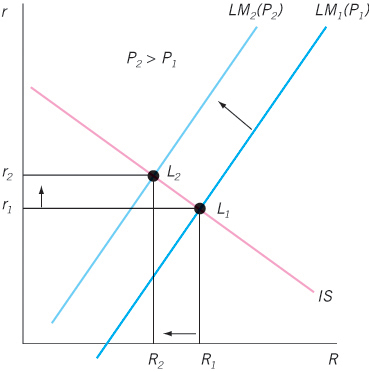 r
LM₂(P₂)
LM₁(P₁)
P₂ > P₁
r₂
L₂
r₁
L₁
IS
R₂
R₁
R